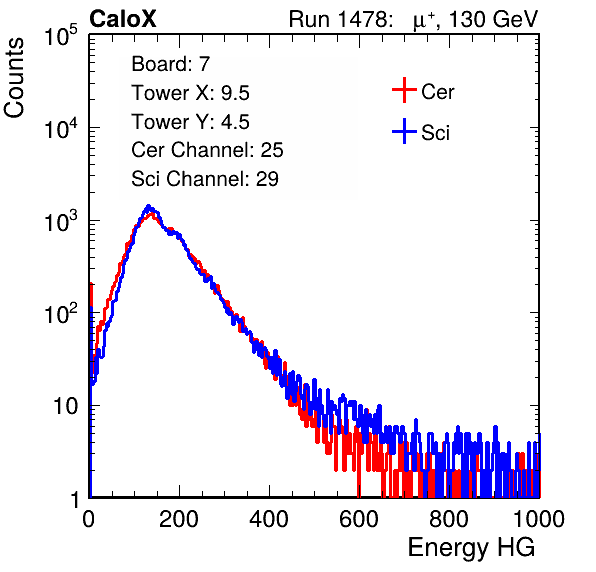 CaloX Run 1478: μ⁺, 130 GeV
Counts
10⁵
10⁴
10³
10²
10
1
Board: 7
Tower X: 9.5
Tower Y: 4.5
Cer Channel: 25
Sci Channel: 29
Cer
Sci
0 200 400 600 800 1000
Energy HG